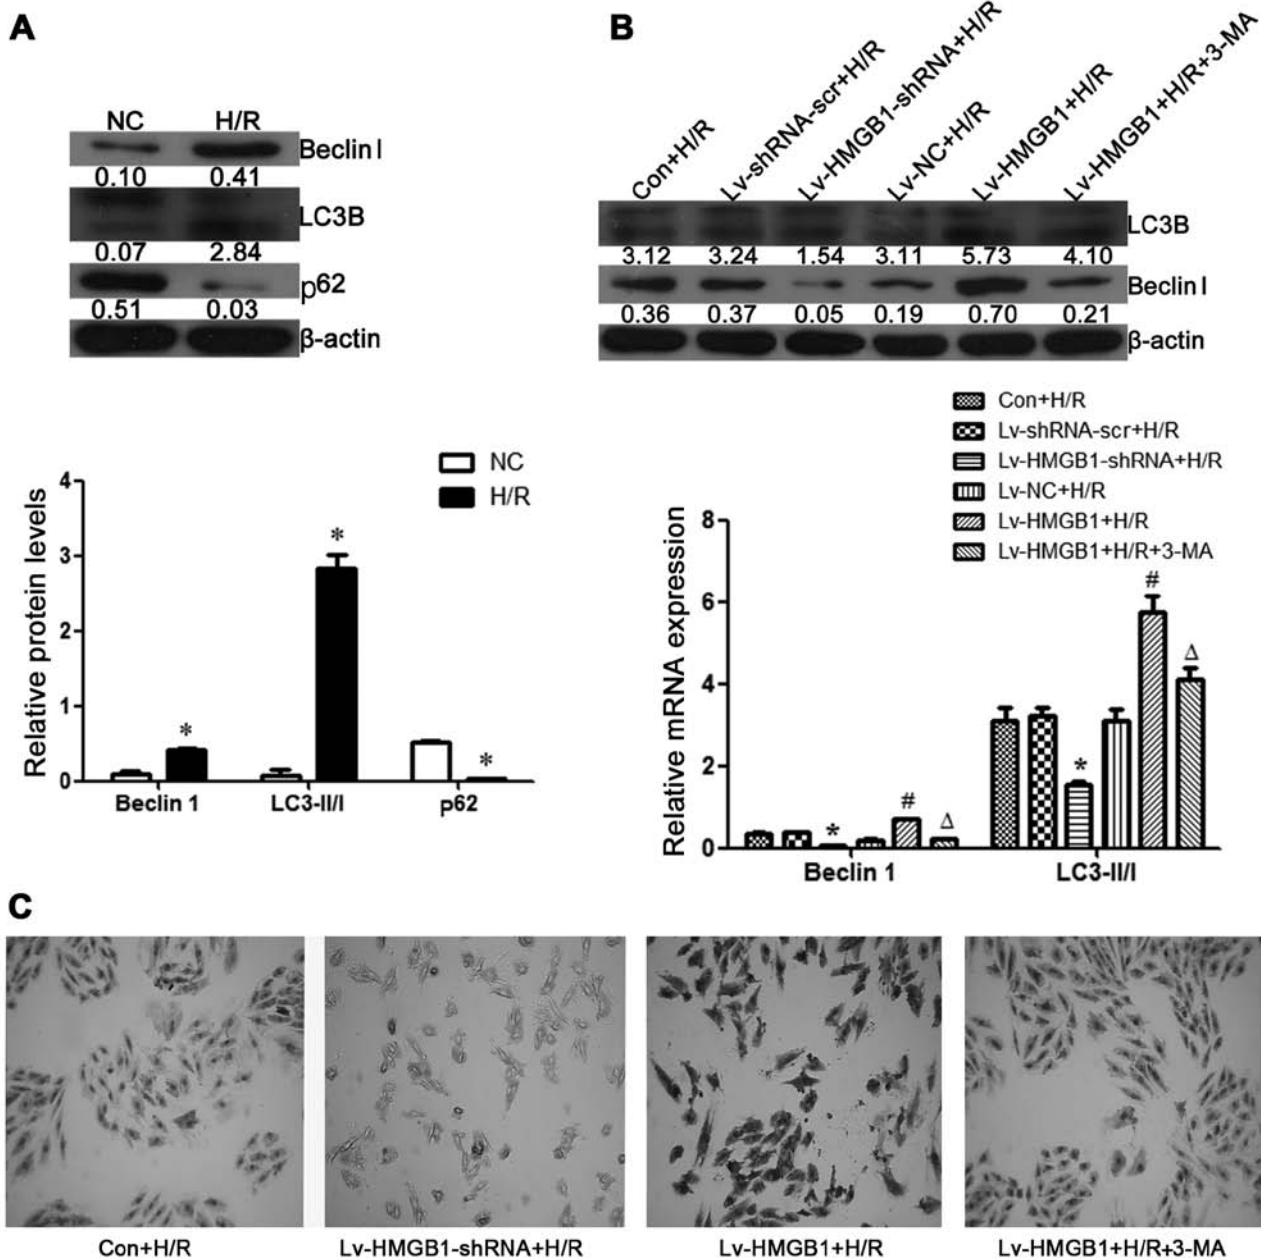 A
NC H/R
Beclin I
0.10 0.41
LC3B
0.07 2.84
p62
0.51 0.03
β-actin
Relative protein levels
4
3
2
1
0
NC
H/R
*
*
*
Beclin 1 LC3-II/I p62
B
Con+H/R
Lv-shRNA-scr+H/R
Lv-HMGB1-shRNA+H/R
Lv-NC+H/R
Lv-HMGB1+H/R
Lv-HMGB1+H/R+3-MA
LC3B
3.12 3.24 1.54 3.11 5.73 4.10
Beclin I
0.36 0.37 0.05 0.19 0.70 0.21
β-actin
Con+H/R
Lv-shRNA-scr+H/R
Lv-HMGB1-shRNA+H/R
Lv-NC+H/R
Lv-HMGB1+H/R
Lv-HMGB1+H/R+3-MA
Relative mRNA expression
8
6
4
2
0
* # Δ
* # Δ
Beclin 1 LC3-II/I
C
Con+H/R Lv-HMGB1-shRNA+H/R Lv-HMGB1+H/R Lv-HMGB1+H/R+3-MA